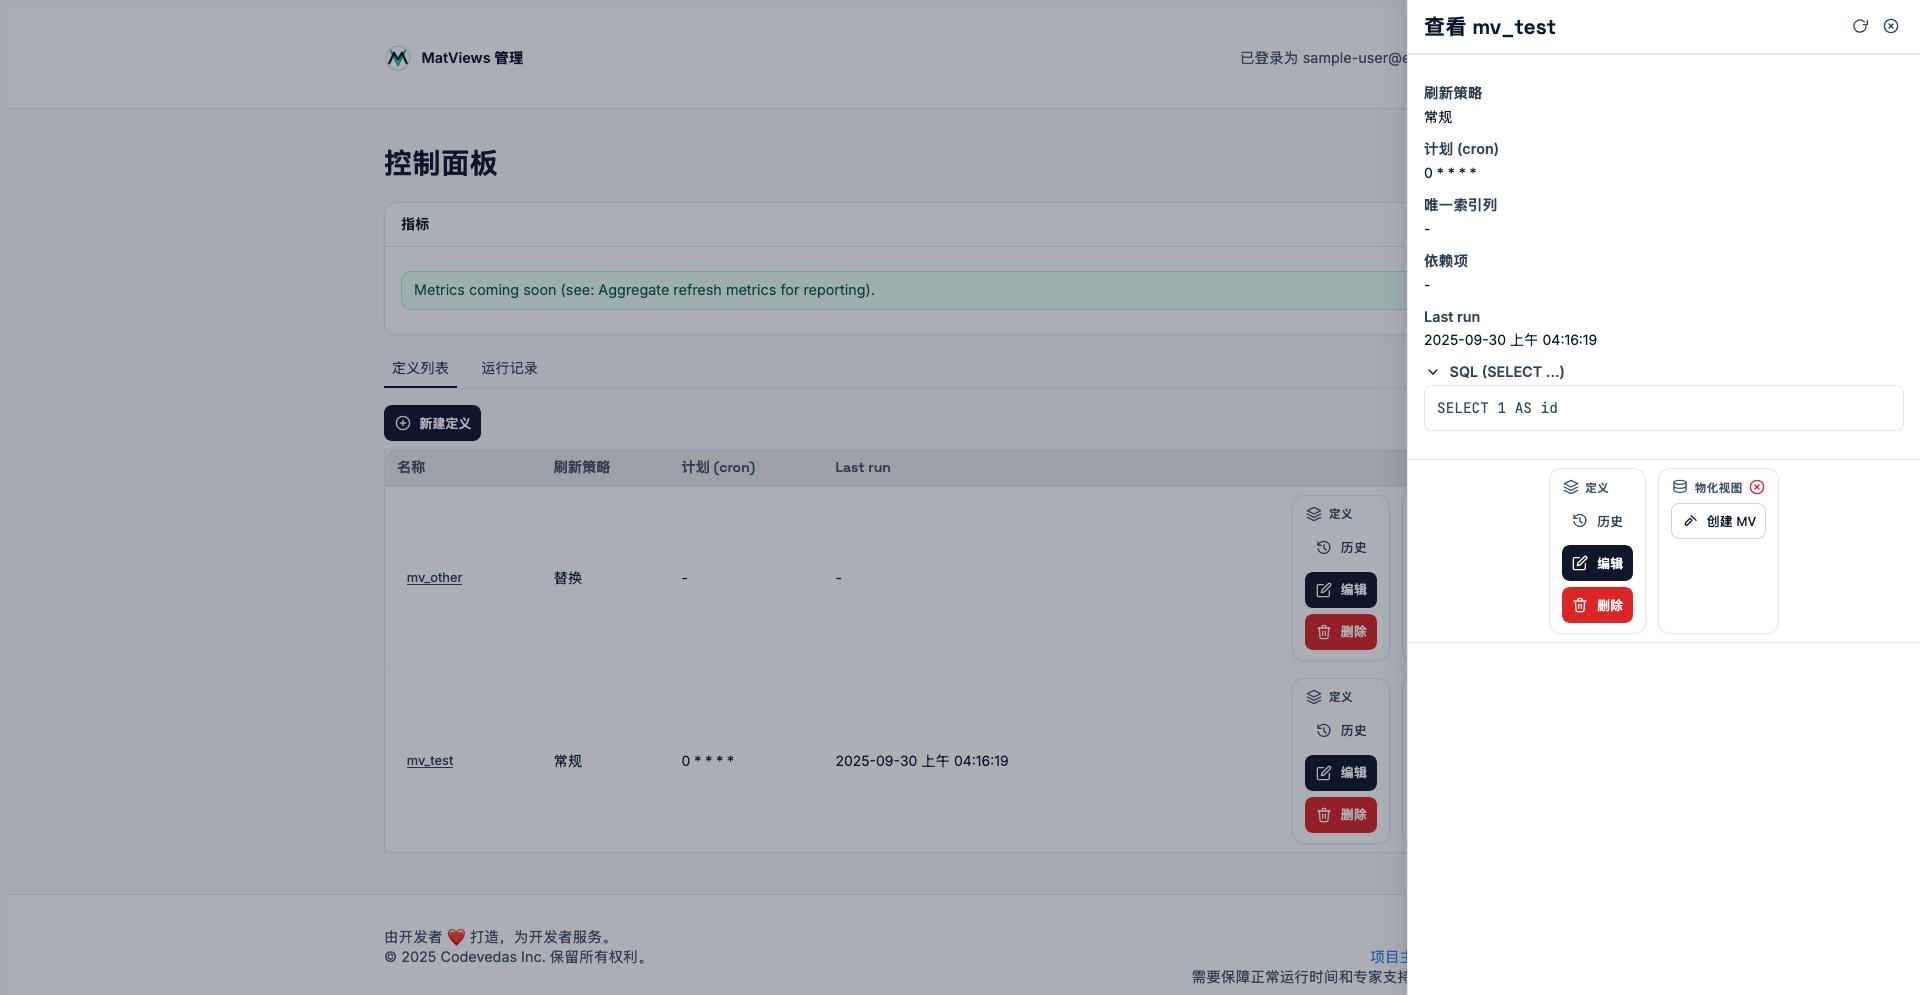 MatViews 管理
已登录为 sample-user@e
控制面板
指标
Metrics coming soon (see: Aggregate refresh metrics for reporting).
定义列表 运行记录
新建定义
名称 刷新策略 计划 (cron) Last run
mv_other 替换 - -
定义
历史
编辑
删除
mv_test 常规 0 * * * * 2025-09-30 上午 04:16:19
定义
历史
编辑
删除
由开发者 ❤️ 打造，为开发者服务。
© 2025 Codevedas Inc. 保留所有权利。
项目主
需要保障正常运行时间和专家支持
查看 mv_test
刷新策略
常规
计划 (cron)
0 * * * *
唯一索引列
-
依赖项
-
Last run
2025-09-30 上午 04:16:19
SQL (SELECT …)
SELECT 1 AS id
定义
历史
编辑
删除
物化视图
创建 MV